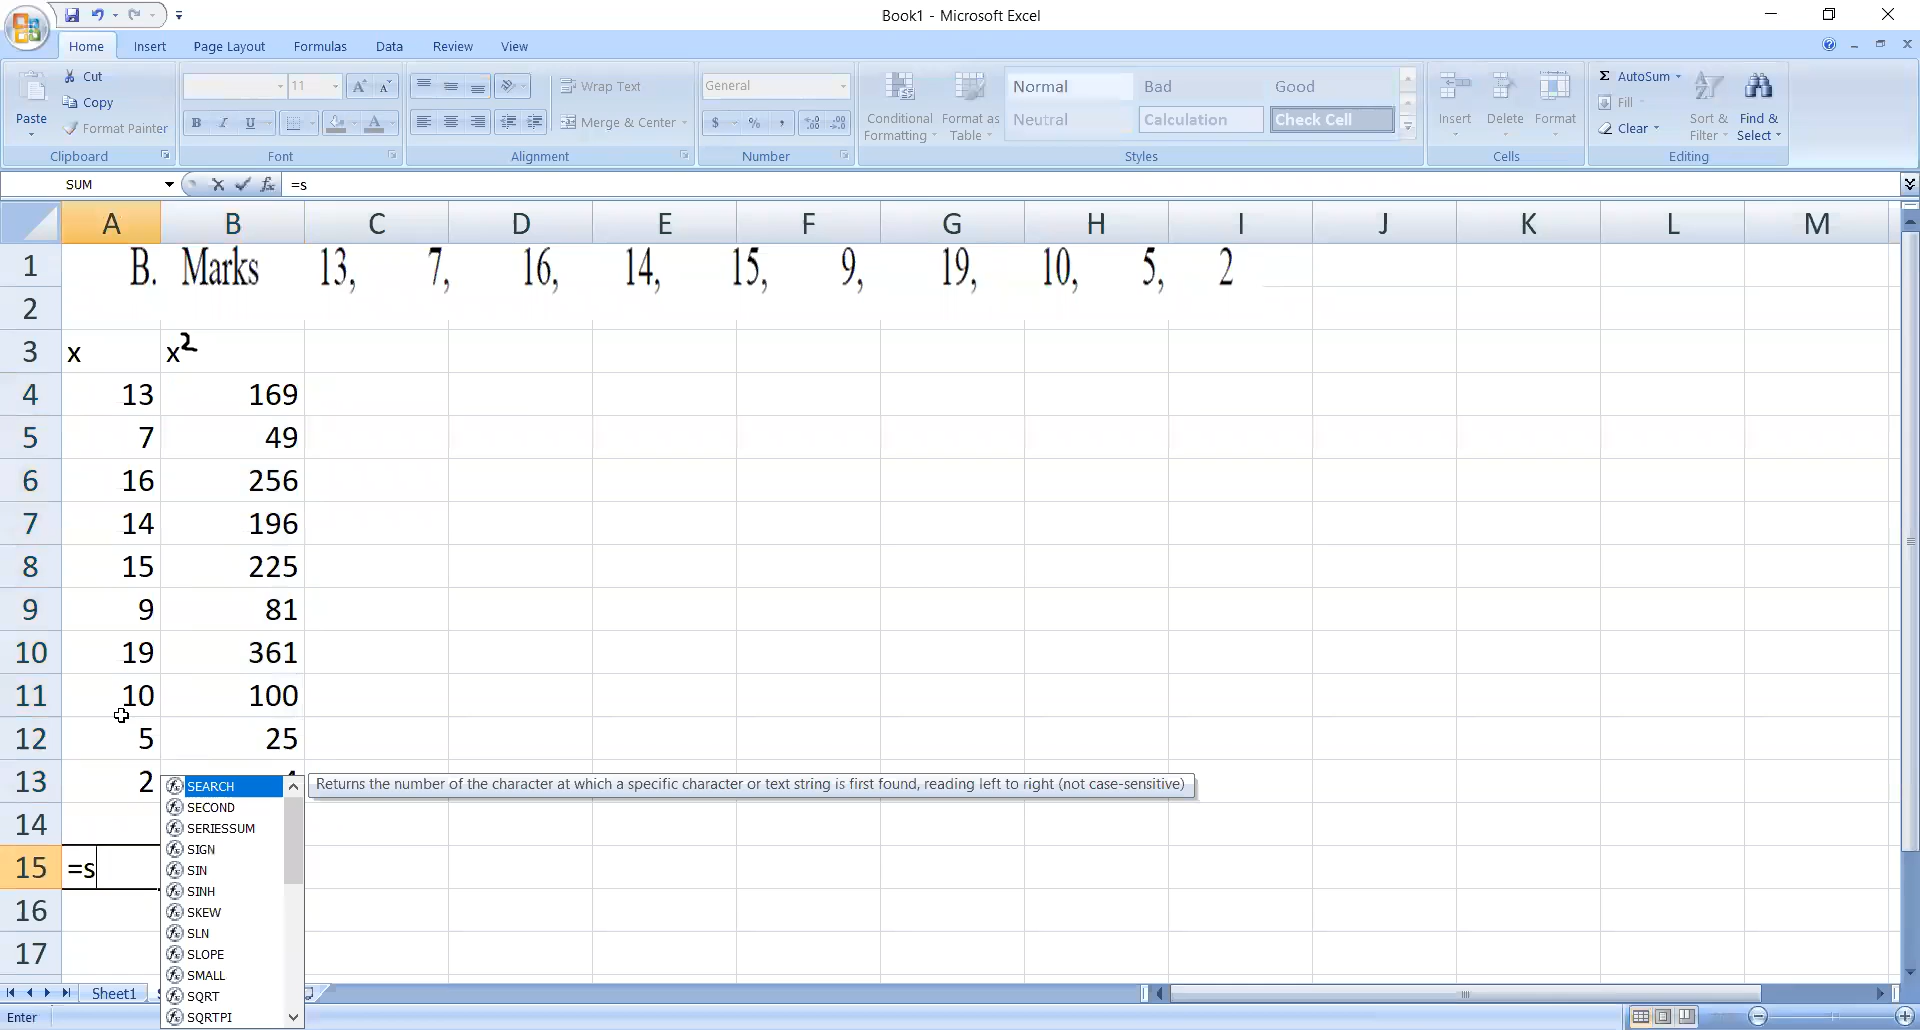 Book1 - Microsoft Excel
Home Insert Page Layout Formulas Data Review View
Paste
Cut
Copy
Format Painter
Clipboard
11
B I U
Font
Wrap Text
Merge & Center
Alignment
General
$ % ,
Number
Conditional Formatting
Format as Table
Normal Bad Good
Neutral Calculation Check Cell
Styles
Insert Delete Format
Cells
Σ AutoSum
Fill
Clear
Sort & Filter
Find & Select
Editing
SUM fx =s
A B C D E F G H I J K L M
1 B. Marks 13, 7, 16, 14, 15, 9, 19, 10, 5, 2
2
3 x x²
4 13 169
5 7 49
6 16 256
7 14 196
8 15 225
9 9 81
10 19 361
11 10 100
12 5 25
13 2
14
15 =s
16
17
SEARCH
Returns the number of the character at which a specific character or text string is first found, reading left to right (not case-sensitive)
SECOND
SERIESSUM
SIGN
SIN
SINH
SKEW
SLN
SLOPE
SMALL
SQRT
SQRTPI
Sheet1
Enter